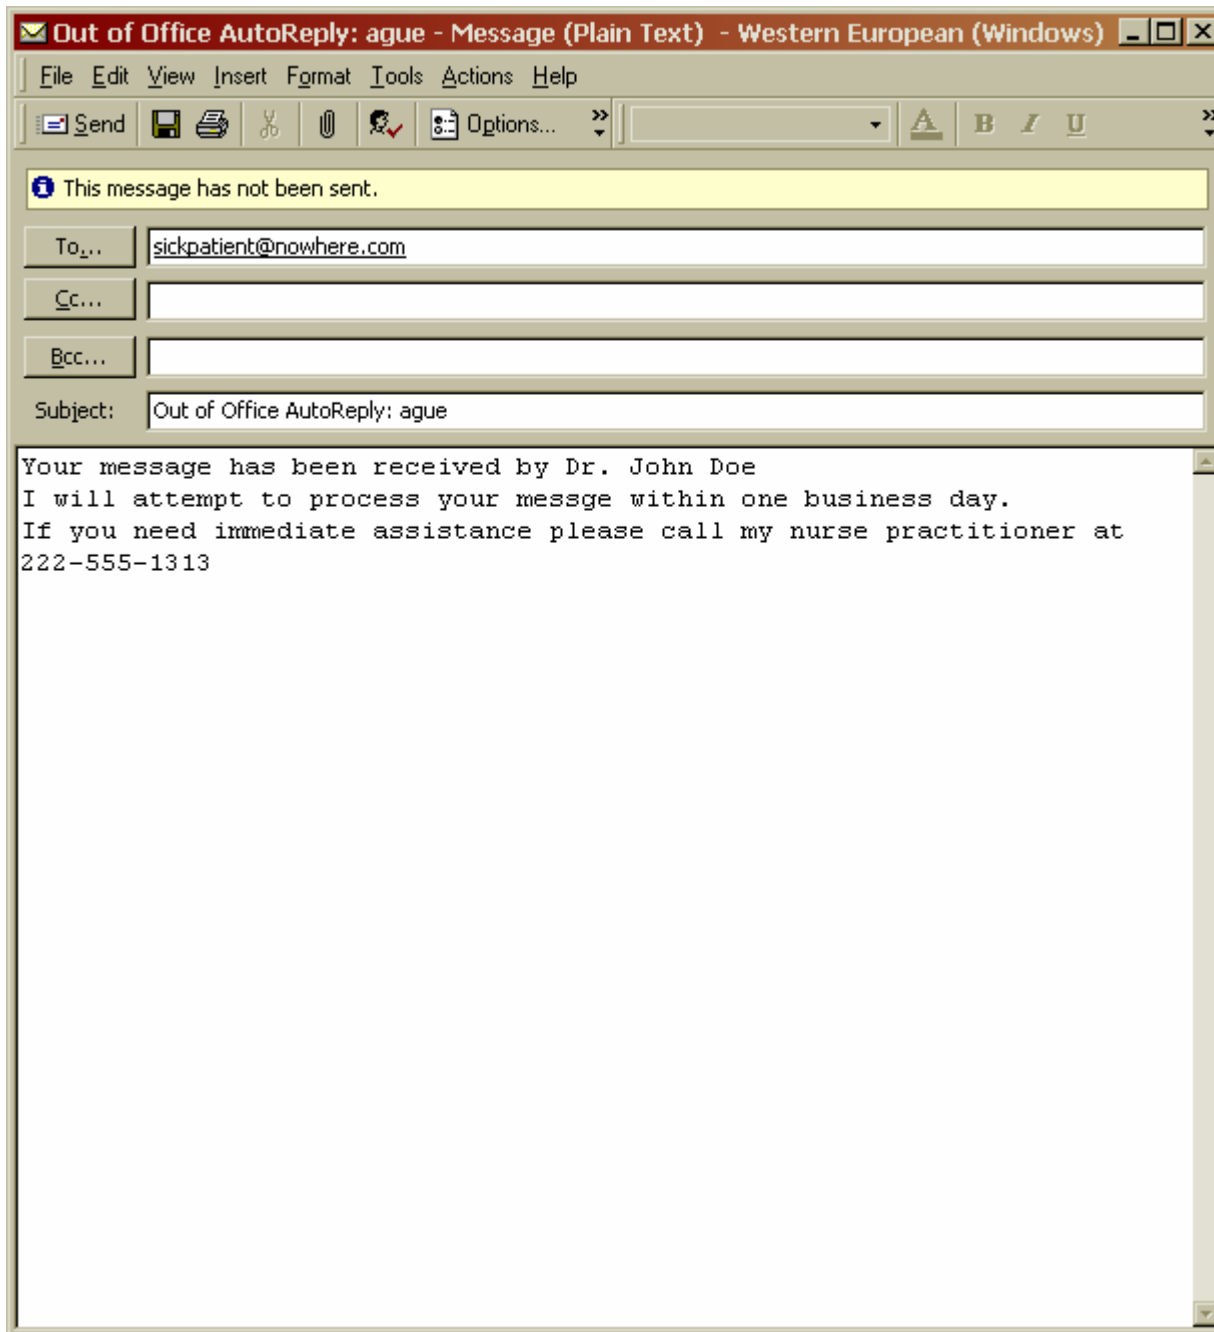 Out of Office AutoReply: ague - Message (Plain Text)  - Western European (Windows)
File Edit View Insert Format Tools Actions Help
Send Options... A B I U
This message has not been sent.
To... sickpatient@nowhere.com
Cc...
Bcc...
Subject: Out of Office AutoReply: ague
Your message has been received by Dr. John Doe
I will attempt to process your messge within one business day.
If you need immediate assistance please call my nurse practitioner at
222-555-1313